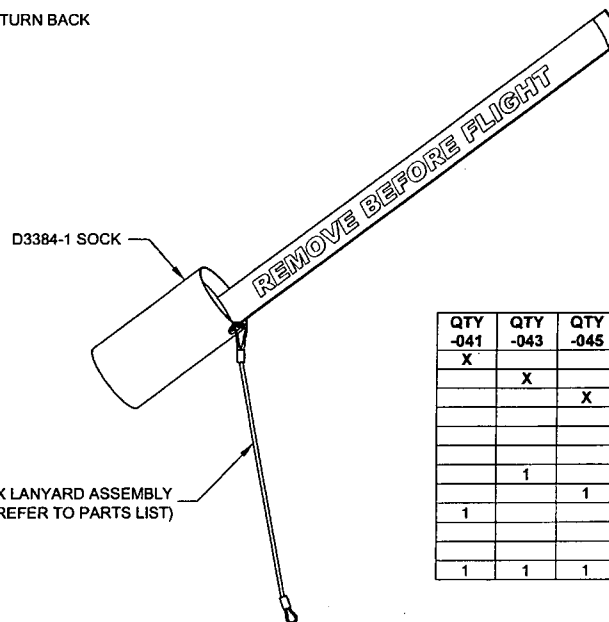 TURN BACK
REMOVE BEFORE FLIGHT
D3384-1 SOCK
X LANYARD ASSEMBLY
REFER TO PARTS LIST)
QTY -041 QTY -043 QTY -045
X
X
X
1
1
1
1 1 1